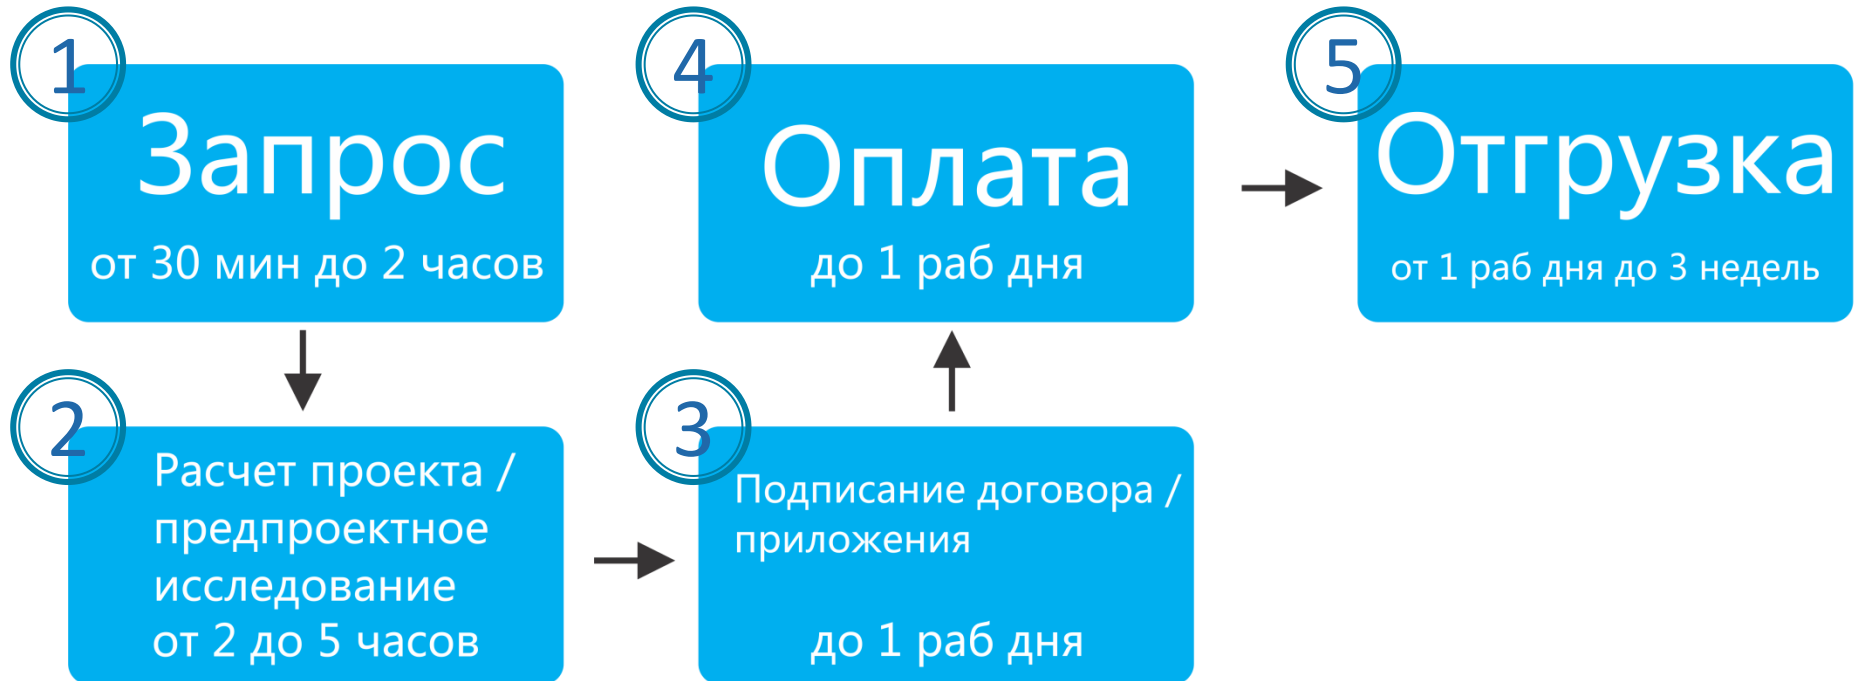 1
Запрос
от 30 мин до 2 часов
2
Расчет проекта /
предпроектное
исследование
от 2 до 5 часов
3
Подписание договора /
приложения
до 1 раб дня
4
Оплата
до 1 раб дня
5
Отгрузка
от 1 раб дня до 3 недель